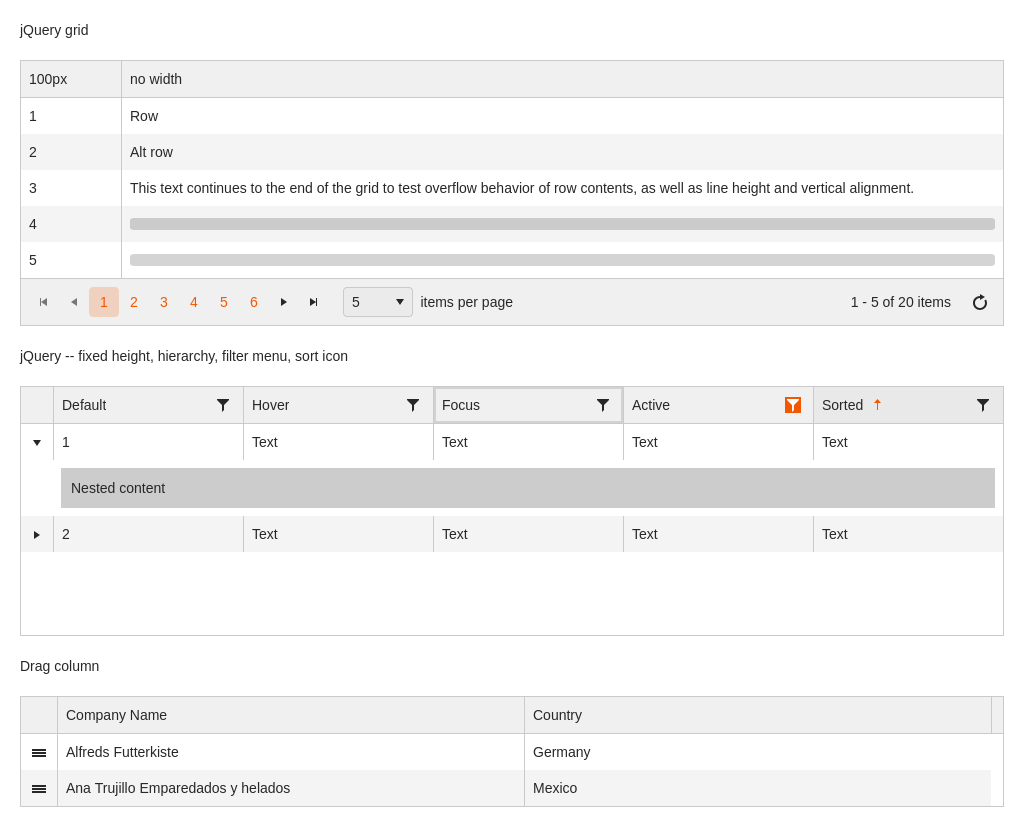 jQuery grid
100px no width
1 Row
2 Alt row
3 This text continues to the end of the grid to test overflow behavior of row contents, as well as line height and vertical alignment.
4
5
1 2 3 4 5 6 5 items per page 1 - 5 of 20 items
jQuery -- fixed height, hierarchy, filter menu, sort icon
Default Hover Focus Active Sorted
1 Text Text Text Text
Nested content
2 Text Text Text Text
Drag column
Company Name Country
Alfreds Futterkiste Germany
Ana Trujillo Emparedados y helados Mexico